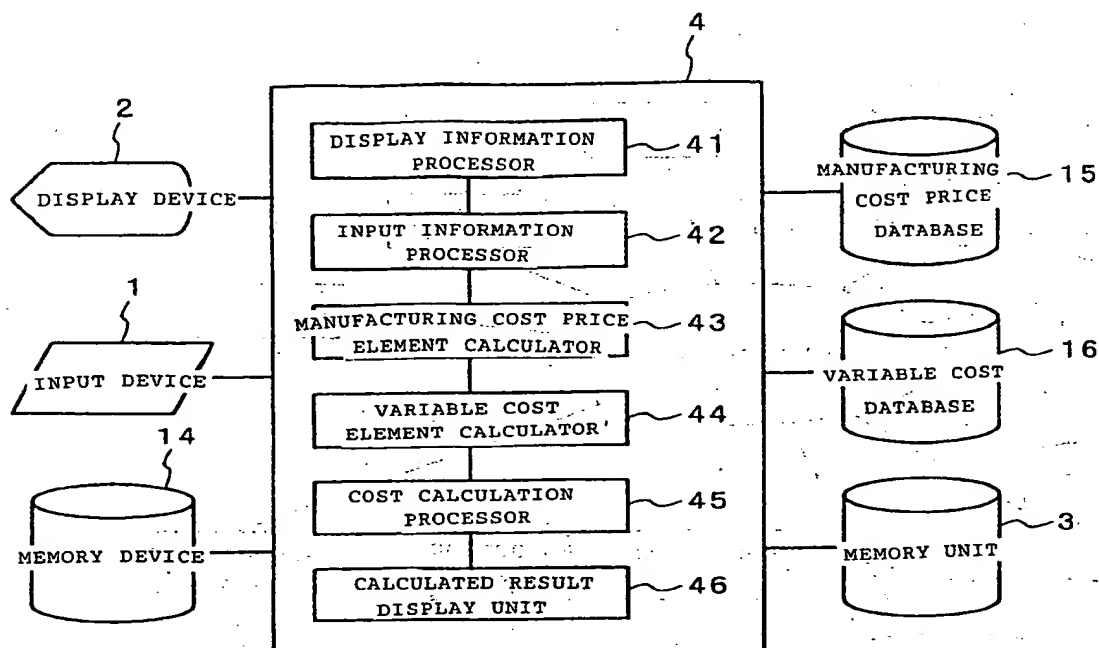 4
2
DISPLAY DEVICE
1
INPUT DEVICE
14
MEMORY DEVICE
DISPLAY INFORMATION
PROCESSOR
41
INPUT INFORMATION
PROCESSOR
42
MANUFACTURING COST PRICE
ELEMENT CALCULATOR
43
VARIABLE COST
ELEMENT CALCULATOR
44
COST CALCULATION
PROCESSOR
45
CALCULATED RESULT
DISPLAY UNIT
46
MANUFACTURING
COST PRICE
DATABASE
15
VARIABLE COST
DATABASE
16
MEMORY UNIT
3